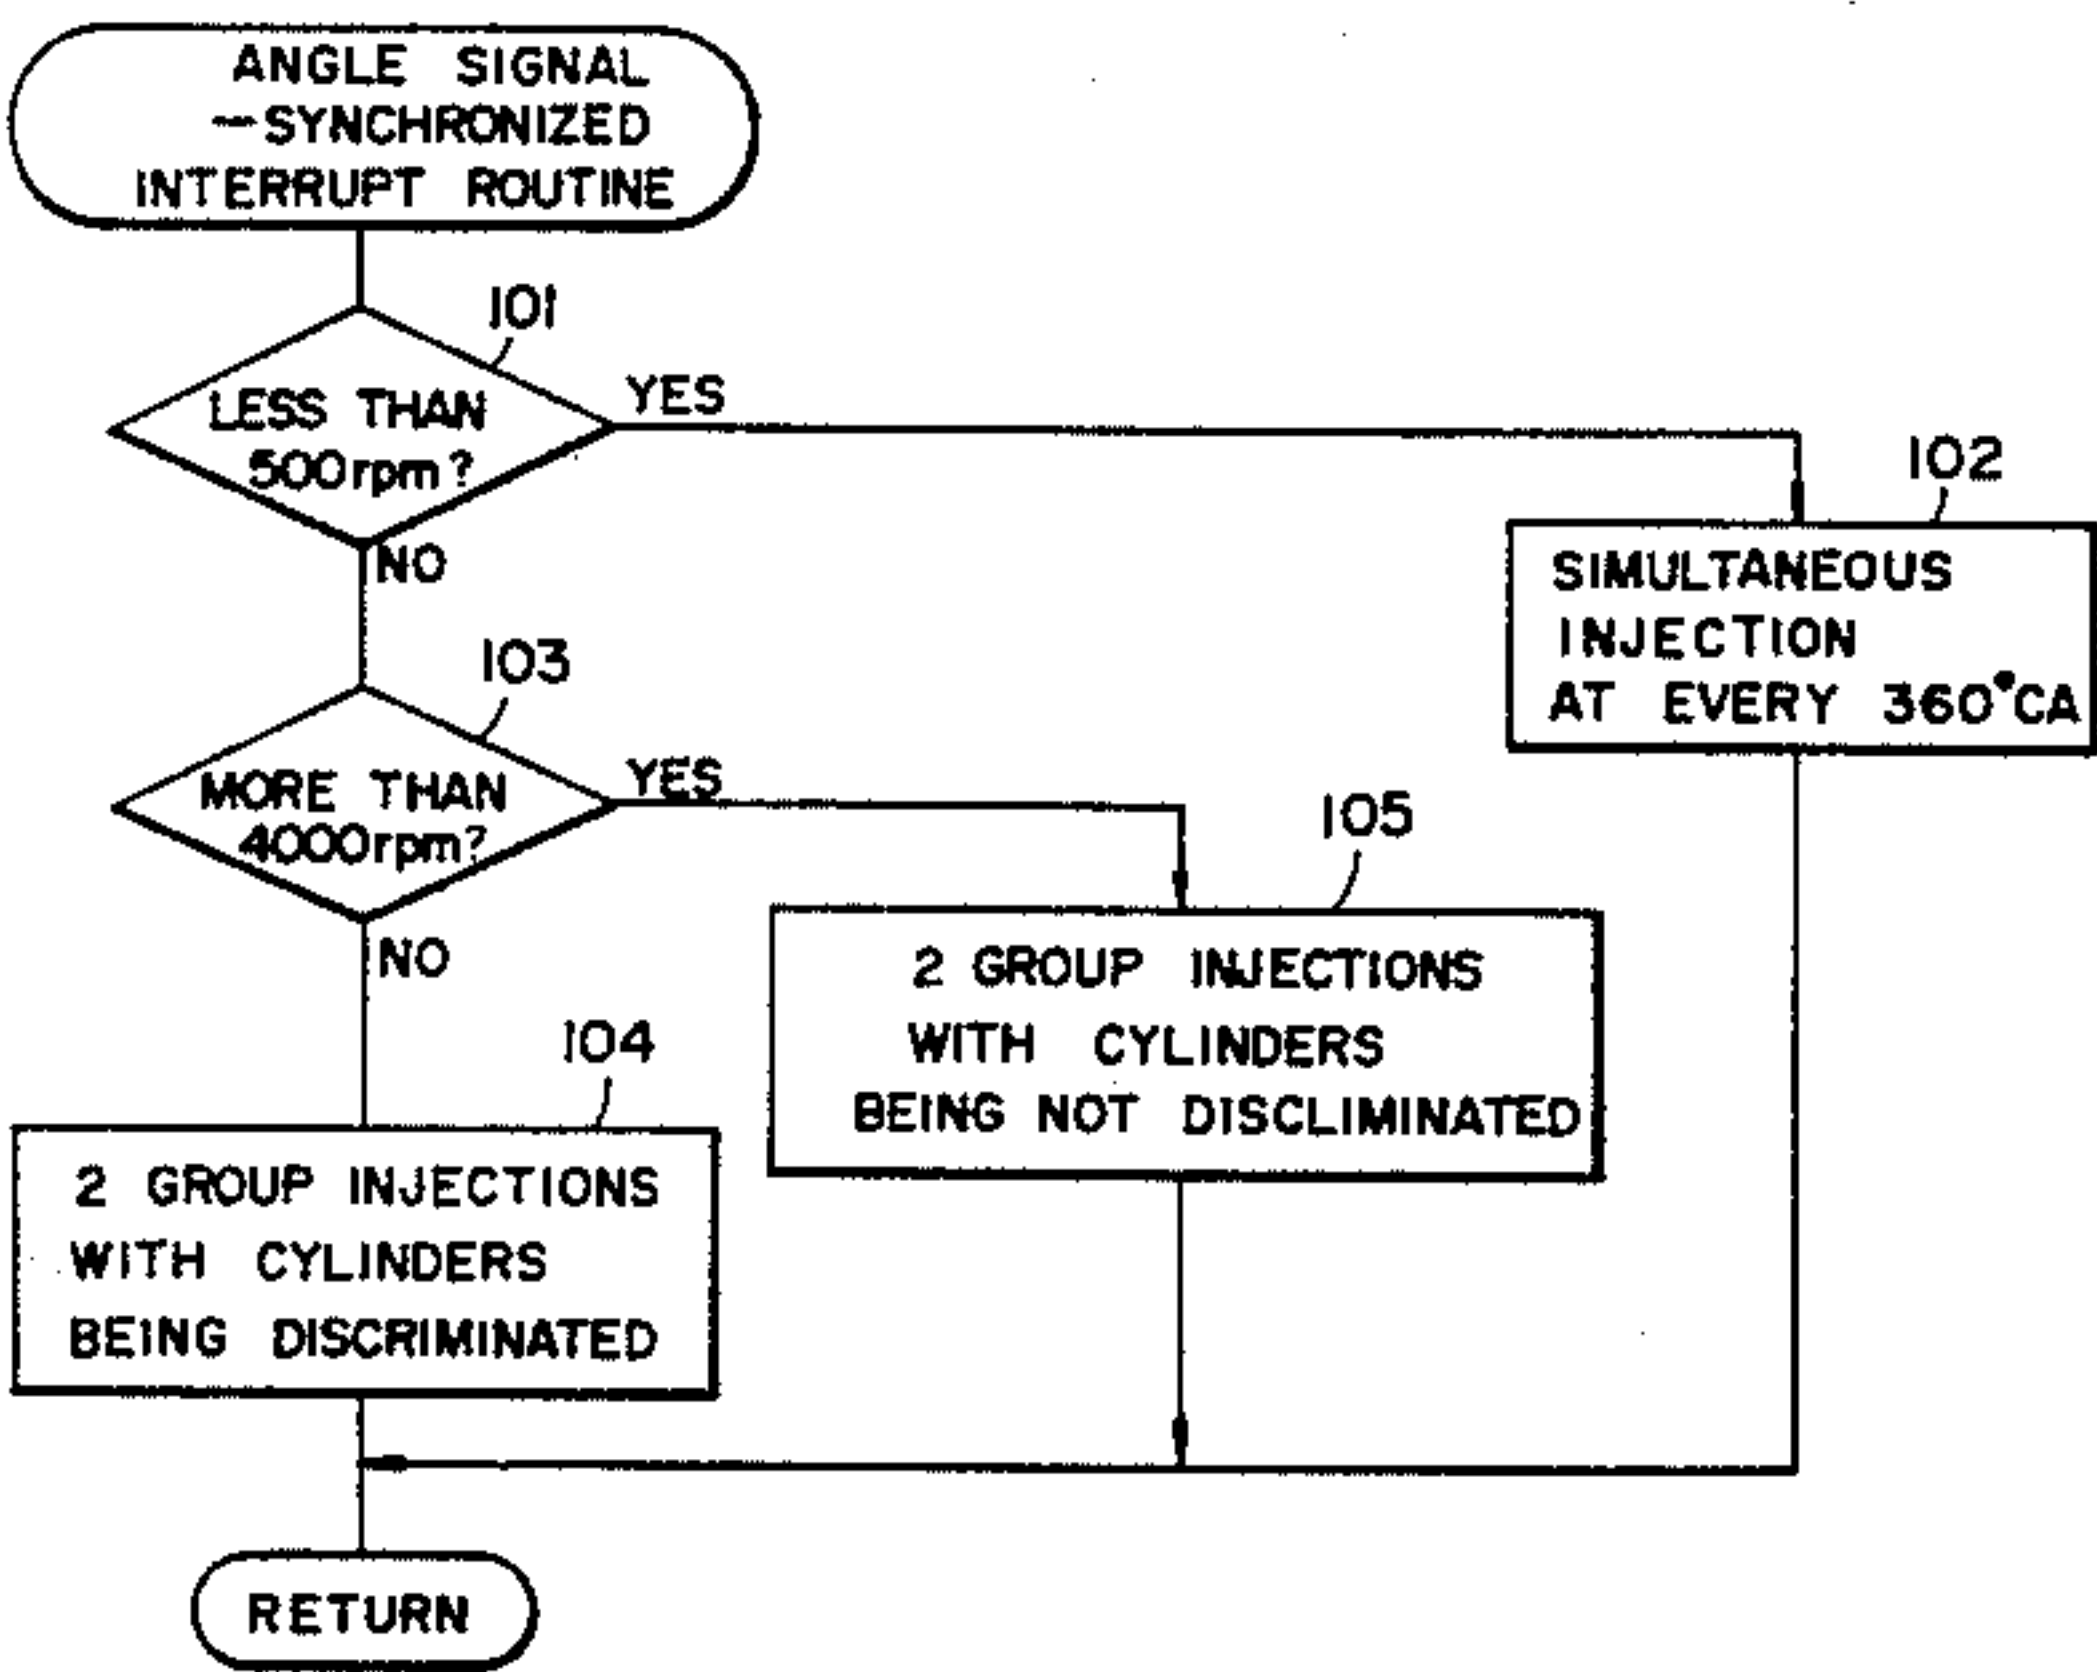 ANGLE SIGNAL
-SYNCHRONIZED
INTERRUPT ROUTINE
101
LESS THAN
500rpm?
YES
NO
102
SIMULTANEOUS
INJECTION
AT EVERY 360°CA
103
MORE THAN
4000rpm?
YES
NO
105
2 GROUP INJECTIONS
WITH CYLINDERS
BEING NOT DISCLIMINATED
104
2 GROUP INJECTIONS
WITH CYLINDERS
BEING DISCRIMINATED
RETURN